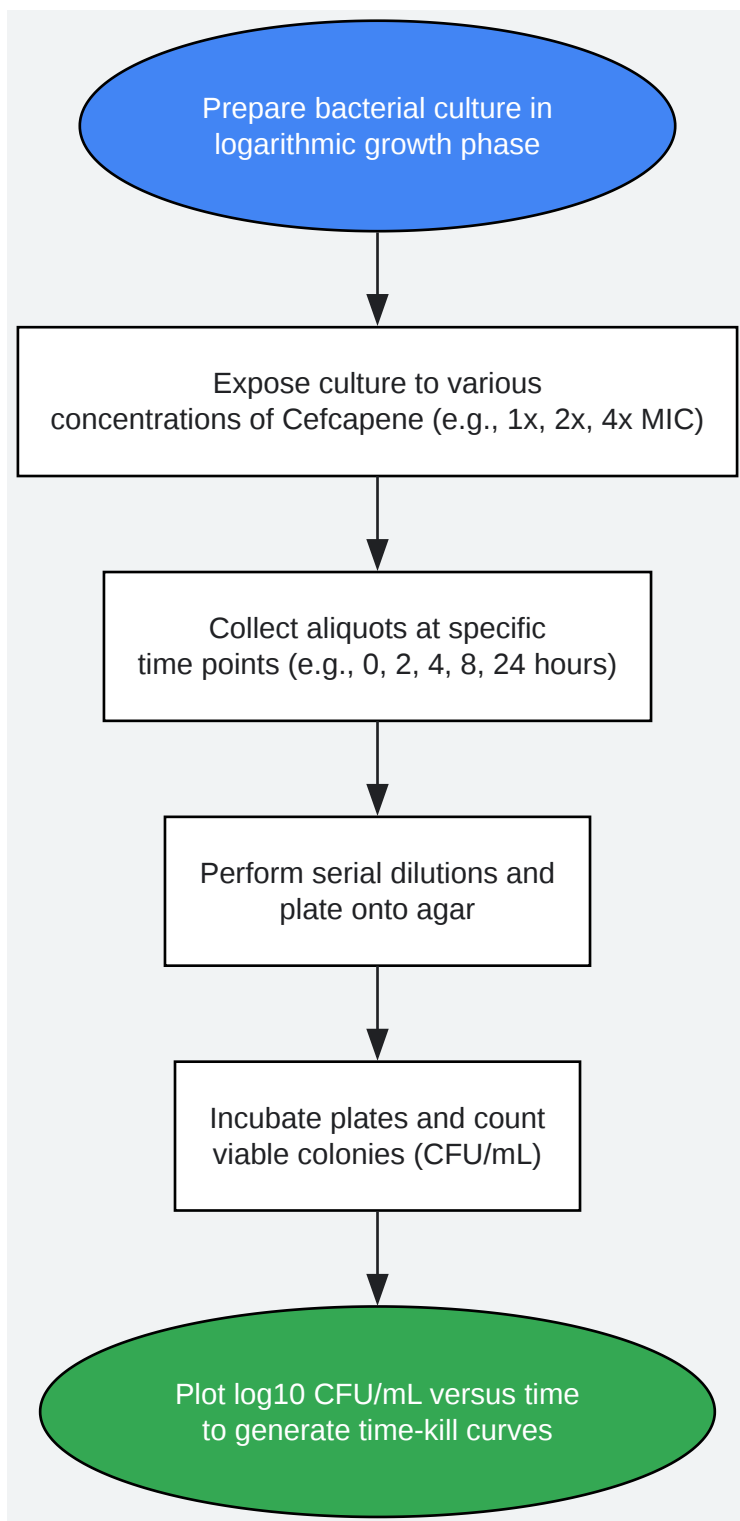 Prepare bacterial culture in
logarithmic growth phase
Expose culture to various
concentrations of Cefcapene (e.g., 1x, 2x, 4x MIC)
Collect aliquots at specific
time points (e.g., 0, 2, 4, 8, 24 hours)
Perform serial dilutions and
plate onto agar
Incubate plates and count
viable colonies (CFU/mL)
Plot log10 CFU/mL versus time
to generate time-kill curves